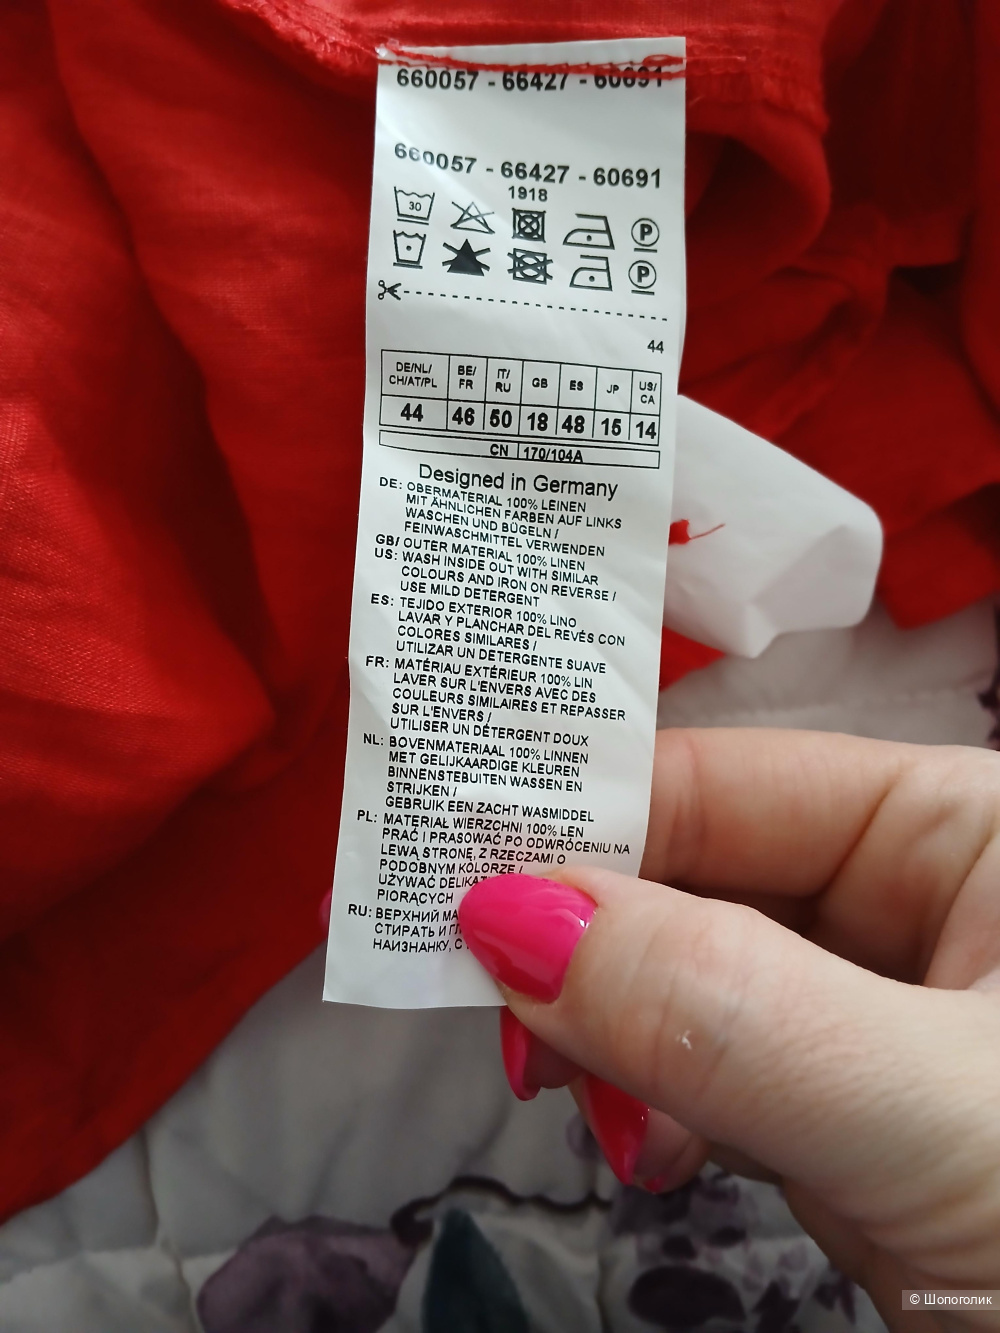 660057 - 66427 - 60691
660057 - 66427 - 60691
1918
30
P
P
44
DE/NL/ CH/AT/PL BE/ FR IT/ RU GB ES JP US/ CA
44 46 50 18 48 15 14
CN 170/104A
Designed in Germany
DE: OBERMATERIAL 100% LEINEN
MIT ÄHNLICHEN FARBEN AUF LINKS
WASCHEN UND BÜGELN /
FEINWASCHMITTEL VERWENDEN
GB/ OUTER MATERIAL 100% LINEN
US: WASH INSIDE OUT WITH SIMILAR
COLOURS AND IRON ON REVERSE /
USE MILD DETERGENT
ES: TEJIDO EXTERIOR 100% LINO
LAVAR Y PLANCHAR DEL REVÉS CON
COLORES SIMILARES /
UTILIZAR UN DETERGENTE SUAVE
FR: MATÉRIAU EXTÉRIEUR 100% LIN
LAVER SUR L'ENVERS AVEC DES
COULEURS SIMILAIRES ET REPASSER
SUR L'ENVERS /
UTILISER UN DÉTERGENT DOUX
NL: BOVENMATERIAAL 100% LINNEN
MET GELIJKAARDIGE KLEUREN
BINNENSTEBUITEN WASSEN EN
STRIJKEN /
GEBRUIK EEN ZACHT WASMIDDEL
PL: MATERIAŁ WIERZCHNI 100% LEN
PRAĆ I PRASOWAĆ PO ODWRÓCENIU NA
LEWĄ STRONĘ, Z RZECZAMI O
PODOBNYM KOLORZE /
UŻYWAĆ
PIORĄCYCH
RU: ВЕРХНИЙ
СТИРАТЬ И
НАИЗНАНКУ, С
© Шопоголик